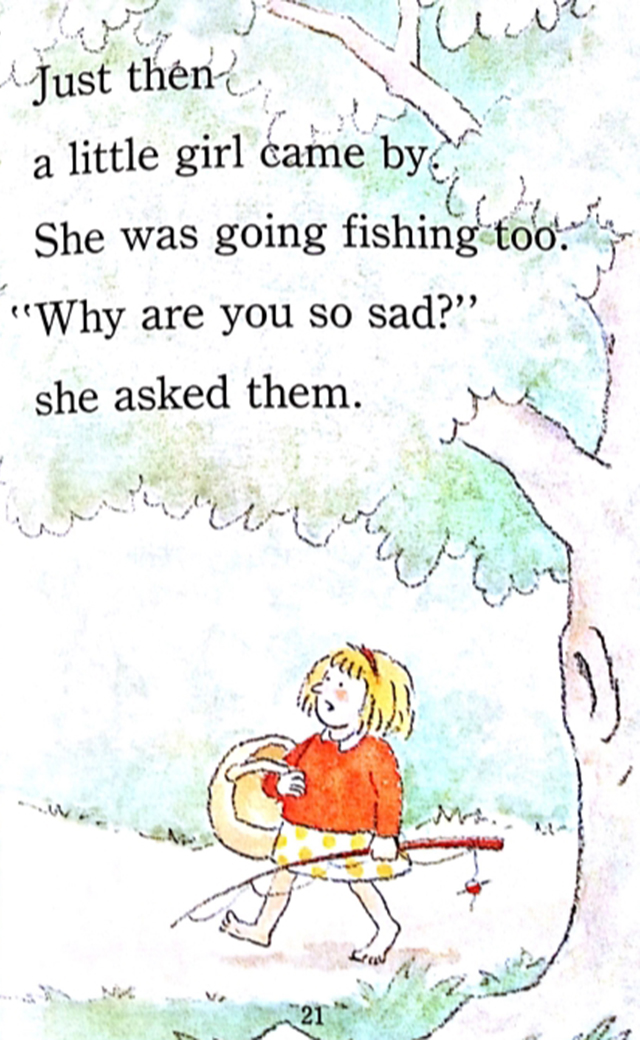 Just then
a little girl came by.
She was going fishing too.
“Why are you so sad?”
she asked them.
21